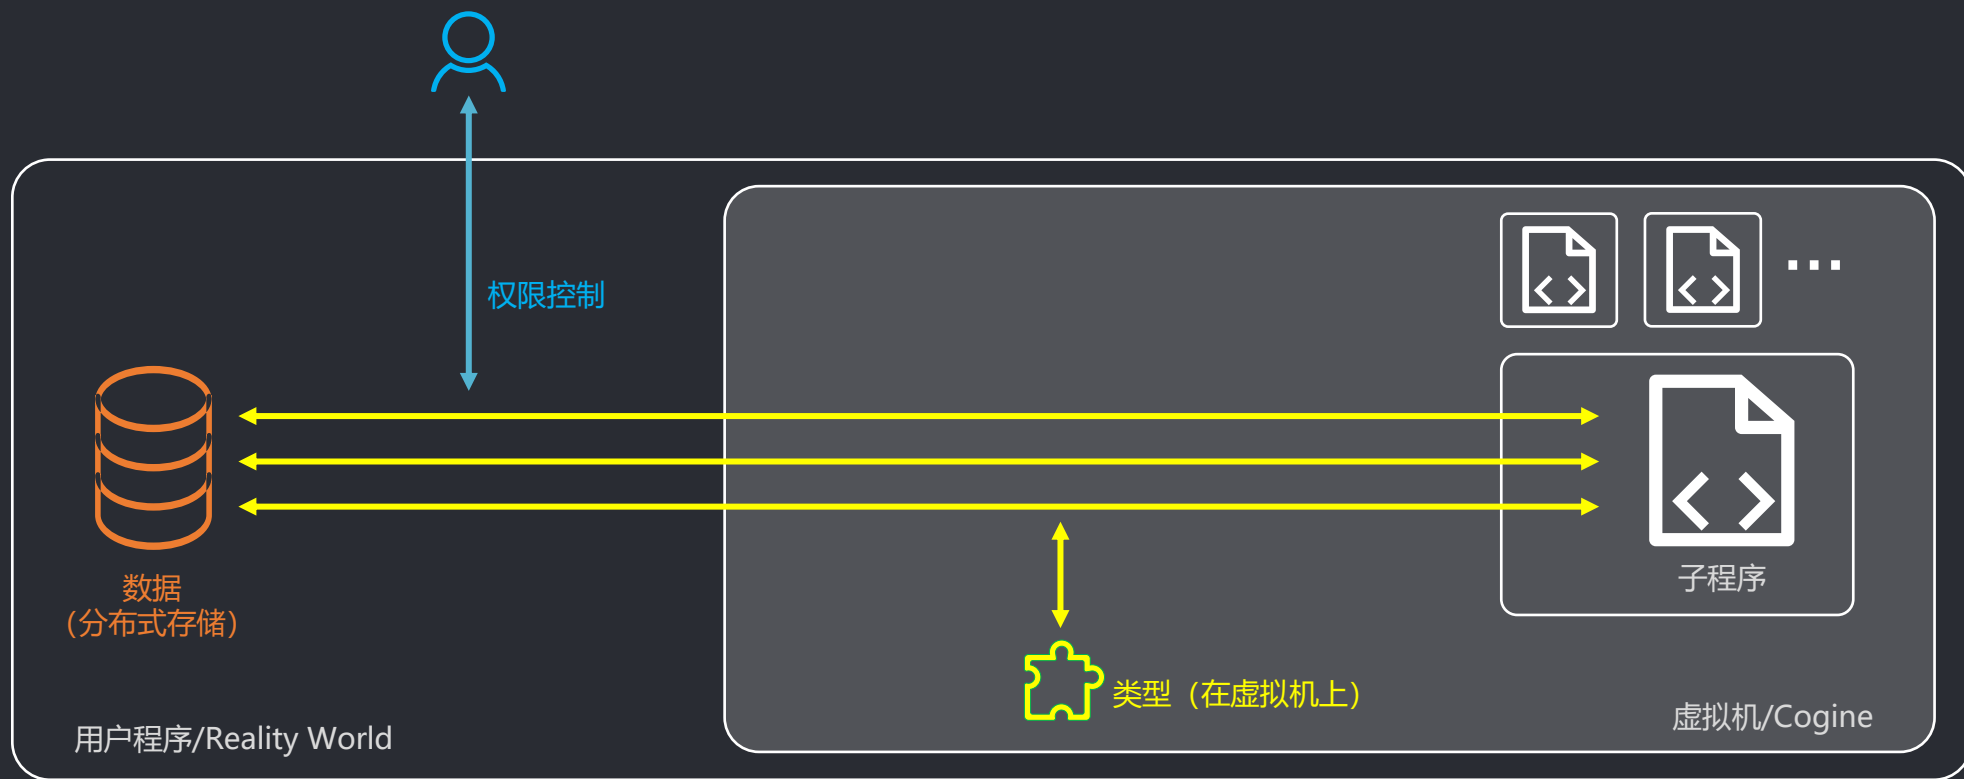 权限控制
数据
（分布式存储）
子程序
类型（在虚拟机上）
用户程序/Reality World
虚拟机/Cogine